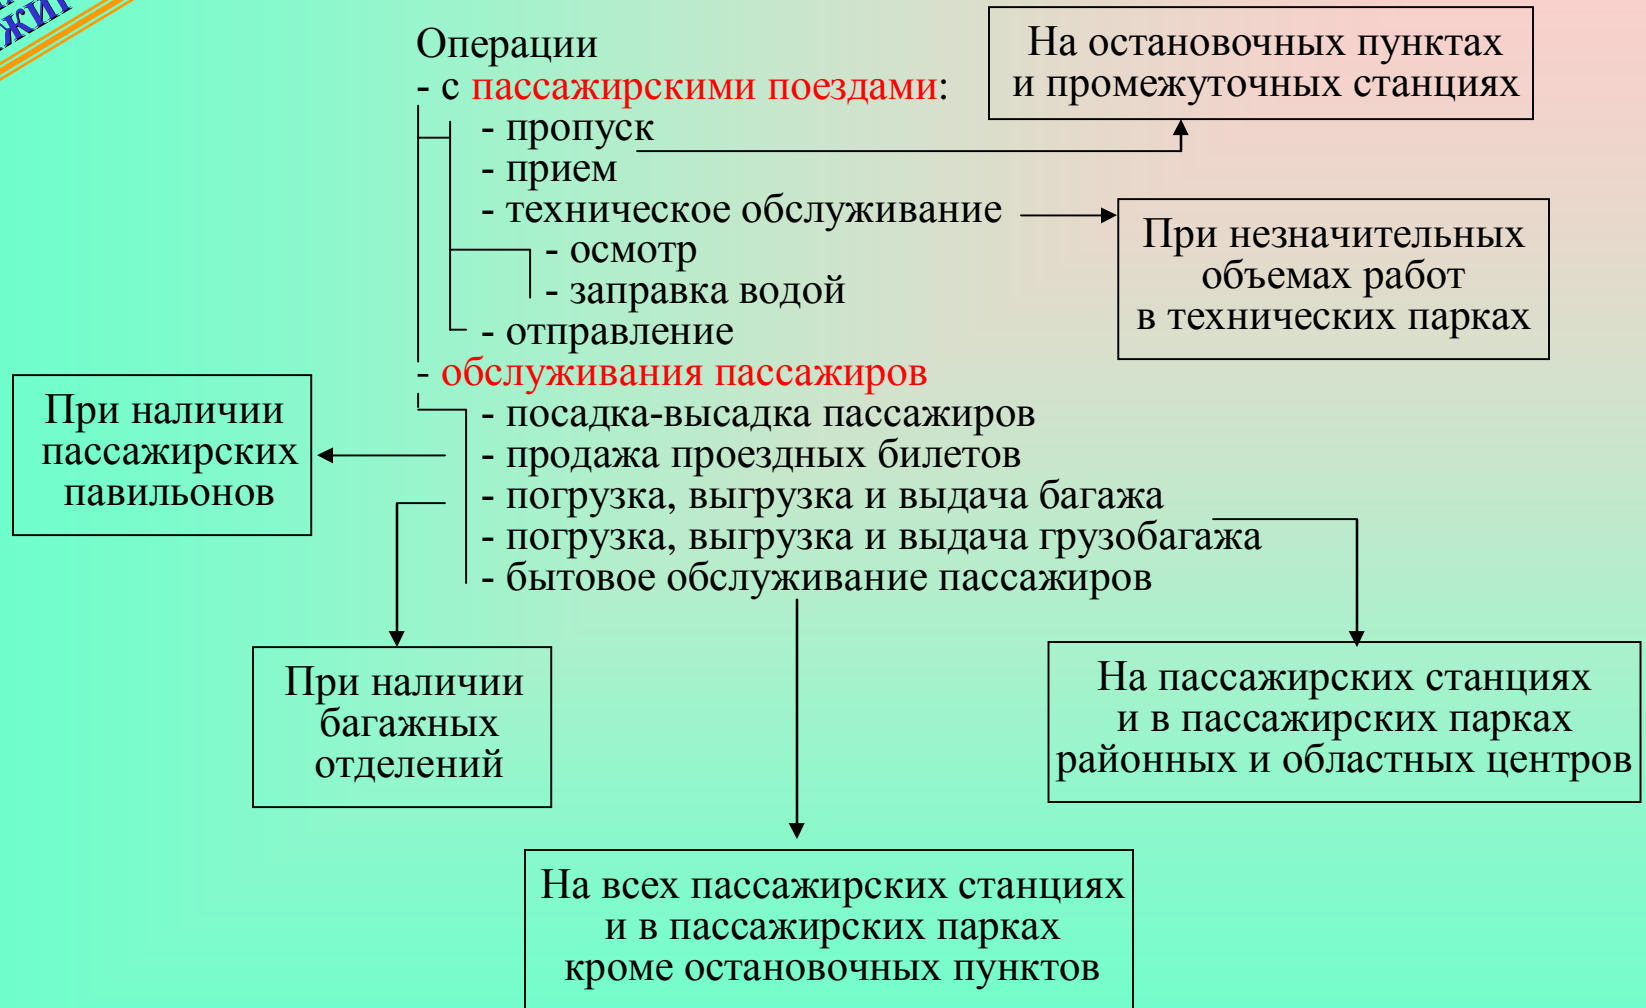 Операции
- с пассажирскими поездами:
- пропуск
- прием
- техническое обслуживание
- осмотр
- заправка водой
- отправление
- обслуживания пассажиров
- посадка-высадка пассажиров
- продажа проездных билетов
- погрузка, выгрузка и выдача багажа
- погрузка, выгрузка и выдача грузобагажа
- бытовое обслуживание пассажиров
На остановочных пунктах
и промежуточных станциях
При незначительных
объемах работ
в технических парках
При наличии
пассажирских
павильонов
При наличии
багажных
отделений
На пассажирских станциях
и в пассажирских парках
районных и областных центров
На всех пассажирских станциях
и в пассажирских парках
кроме остановочных пунктов